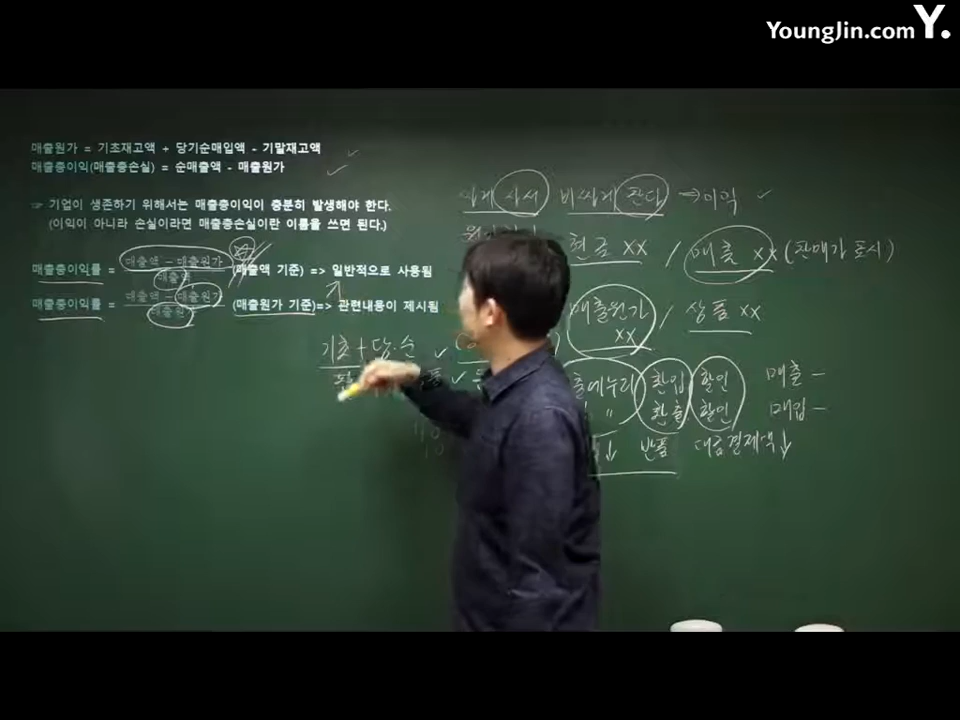 YoungJin.com Y.
매출원가 = 기초재고액 + 당기순매입액 - 기말재고액
매출총이익(매출총손실) = 순매출액 - 매출원가
☞ 기업이 생존하기 위해서는 매출총이익이 충분히 발생해야 한다.
(이익이 아니라 손실이라면 매출총손실이란 이름을 쓰면 된다.)
매출총이익률 = 매출액 - 매출원가 / 매출액 (매출액 기준) => 일반적으로 사용됨
매출총이익률 = 매출액 - 매출원가 / 매출원가 (매출원가 기준)=> 관련내용이 제시됨
기초 + 당·순
싸게 사서 비싸게 판다 => 이익
현금 xx / 매출 xx (판매가 표시)
매출원가 xx / 상품 xx
출에누리 환입 할인 매출 -
〃 환출 할인 매입 -
↓ 반품 대금결제액↓